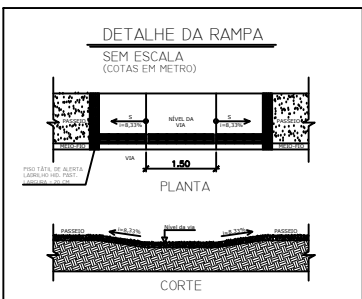 DETALHE DA RAMPA
SEM ESCALA
(COTAS EM METRO)
PASSEIO
S
i=8,33%
NÍVEL DA
VIA
S
i=8,33%
PASSEIO
MEIO-FIO
MEIO-FIO
VIA
1.50
PISO TÁTIL DE ALERTA
LADRILHO HID. PAST.
LARGURA = 20 CM
PLANTA
PASSEIO
i=8,33%
Nível da via
i=8,33%
PASSEIO
CORTE